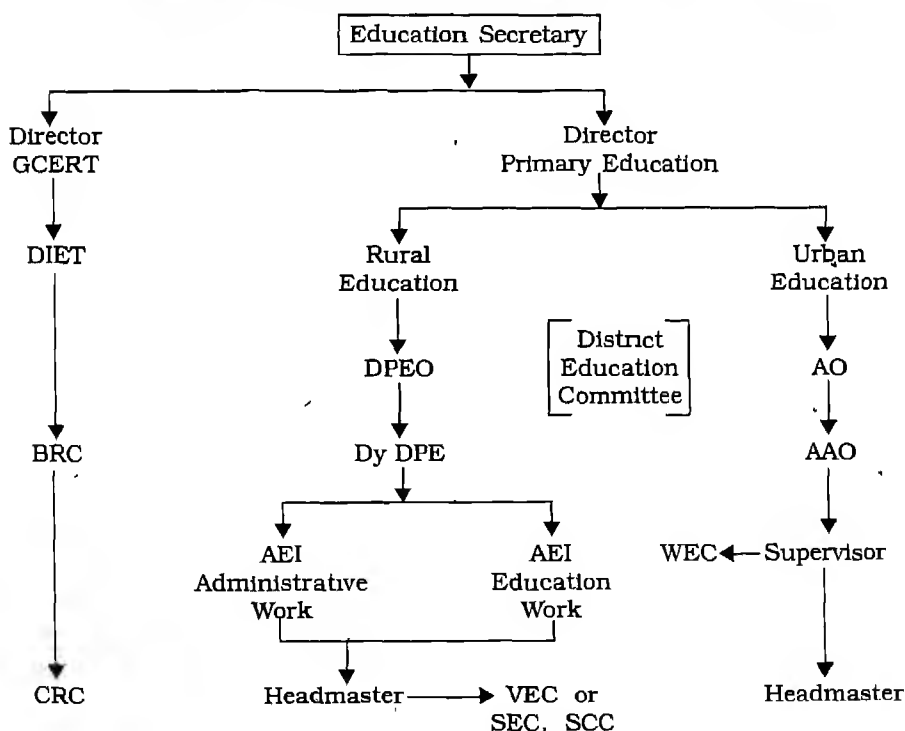 Education Secretary
Director
GCERT
Director
Primary Education
DIET
Rural
Education
Urban
Education
District
Education
Committee
DPEO
AO
BRC
Dy DPE
AAO
AEI
Administrative
Work
AEI
Education
Work
WEC
Supervisor
CRC
Headmaster
VEC or
SEC, SCC
Headmaster